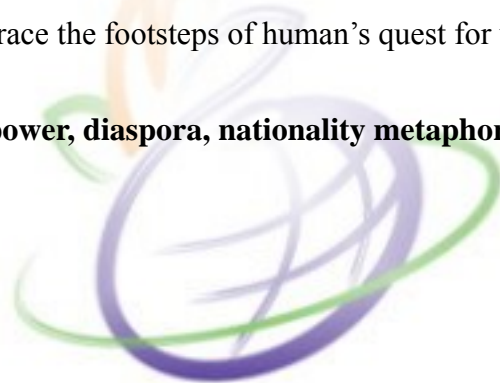 race the footsteps of human’s quest for
power, diaspora, nationality metaphor